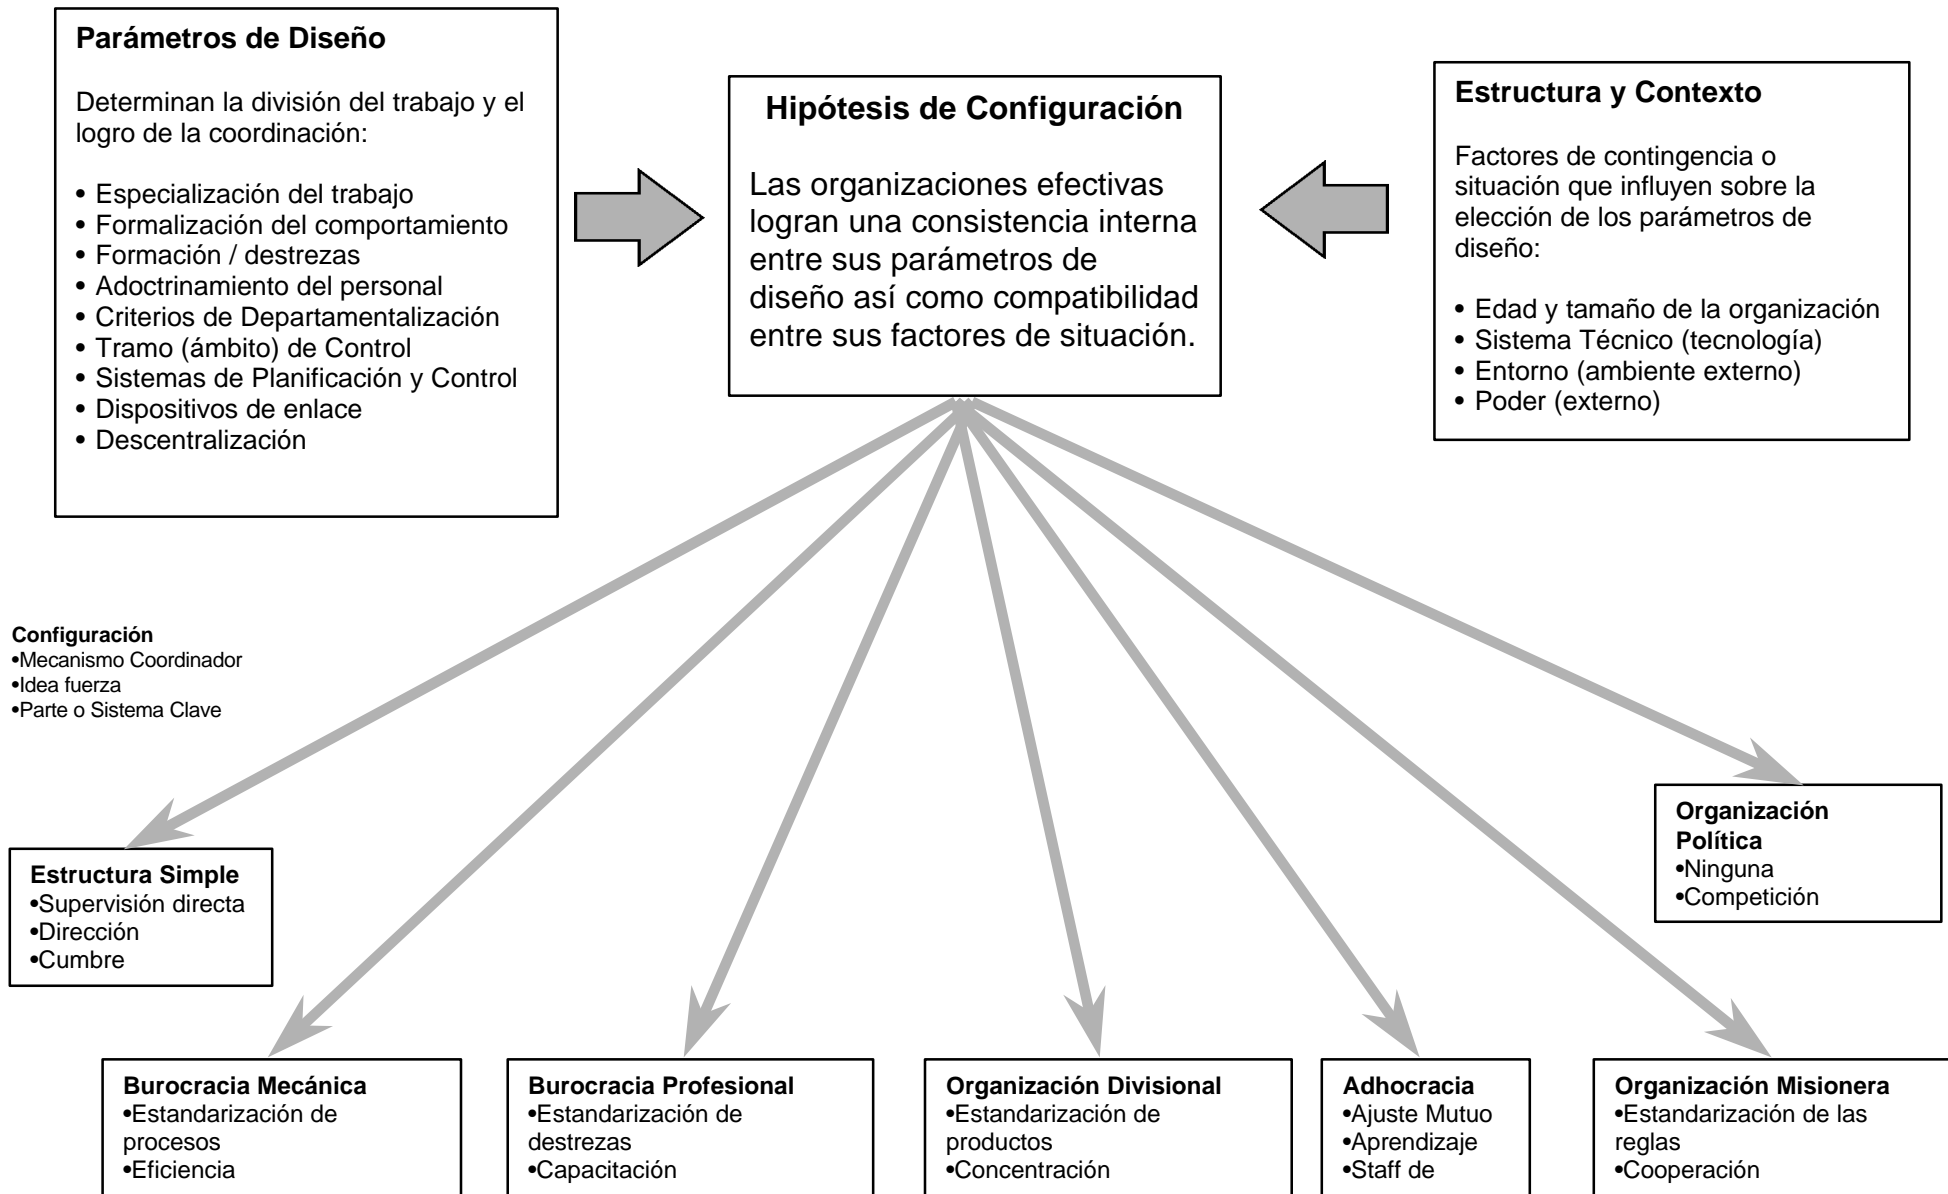 Parámetros de Diseño
Determinan la división del trabajo y el
logro de la coordinación:
• Especialización del trabajo
• Formalización del comportamiento
• Formación / destrezas
• Adoctrinamiento del personal
• Criterios de Departamentalización
• Tramo (ámbito) de Control
• Sistemas de Planificación y Control
• Dispositivos de enlace
• Descentralización
Hipótesis de Configuración
Las organizaciones efectivas
logran una consistencia interna
entre sus parámetros de
diseño así como compatibilidad
entre sus factores de situación.
Estructura y Contexto
Factores de contingencia o
situación que influyen sobre la
elección de los parámetros de
diseño:
• Edad y tamaño de la organización
• Sistema Técnico (tecnología)
• Entorno (ambiente externo)
• Poder (externo)
Configuración
•Mecanismo Coordinador
•Idea fuerza
•Parte o Sistema Clave
Estructura Simple
•Supervisión directa
•Dirección
•Cumbre
Organización
Política
•Ninguna
•Competición
Burocracia Mecánica
•Estandarización de
procesos
•Eficiencia
Burocracia Profesional
•Estandarización de
destrezas
•Capacitación
Organización Divisional
•Estandarización de
productos
•Concentración
Adhocracia
•Ajuste Mutuo
•Aprendizaje
•Staff de
Organización Misionera
•Estandarización de las
reglas
•Cooperación